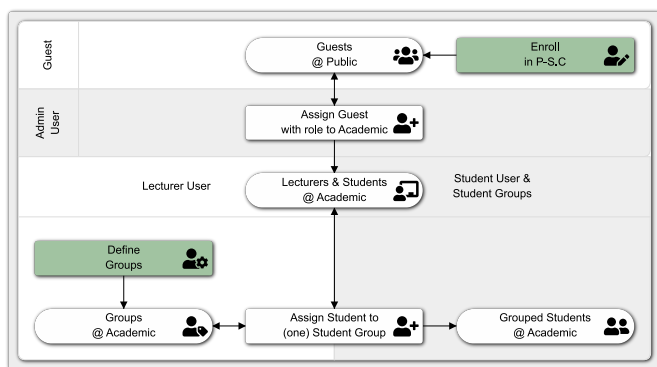 Guest
Guests
@ Public
Enroll
in P-S.C
Admin
User
Assign Guest
with role to Academic
Lecturer User
Lecturers & Students
@ Academic
Student User &
Student Groups
Define
Groups
Groups
@ Academic
Assign Student to
(one) Student Group
Grouped Students
@ Academic